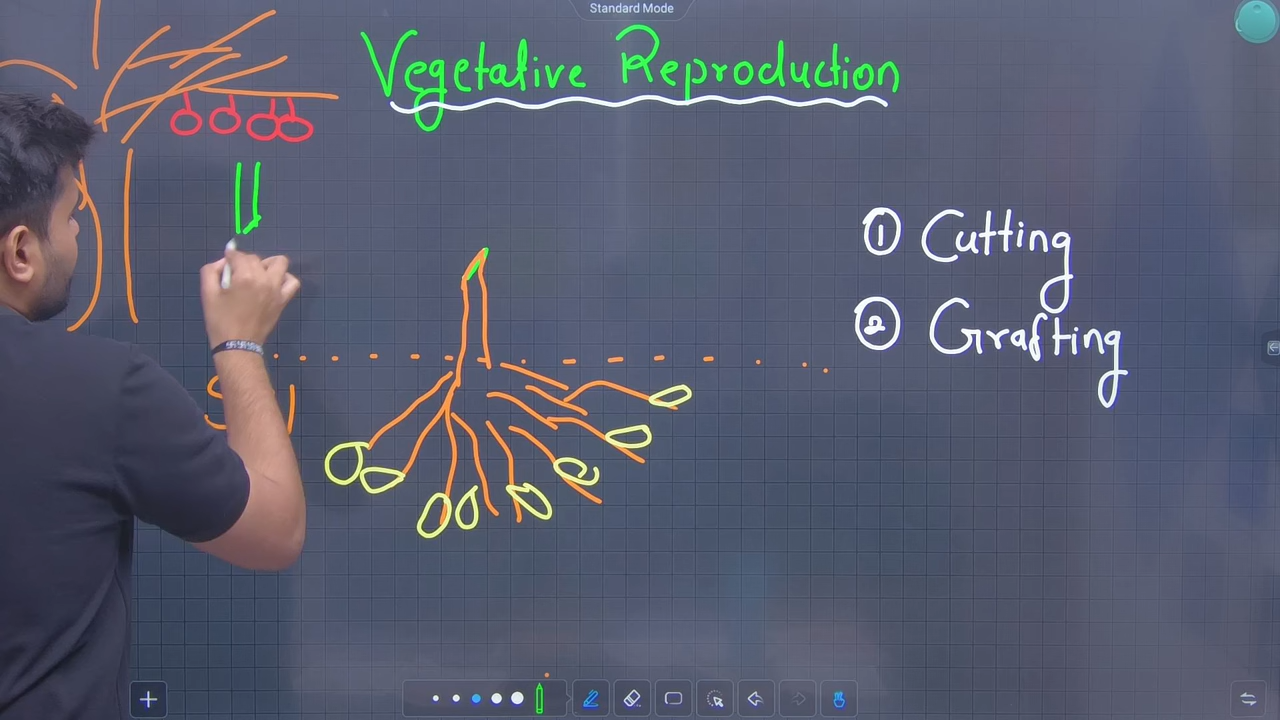 Standard Mode
Vegetative Reproduction
① Cutting
② Grafting